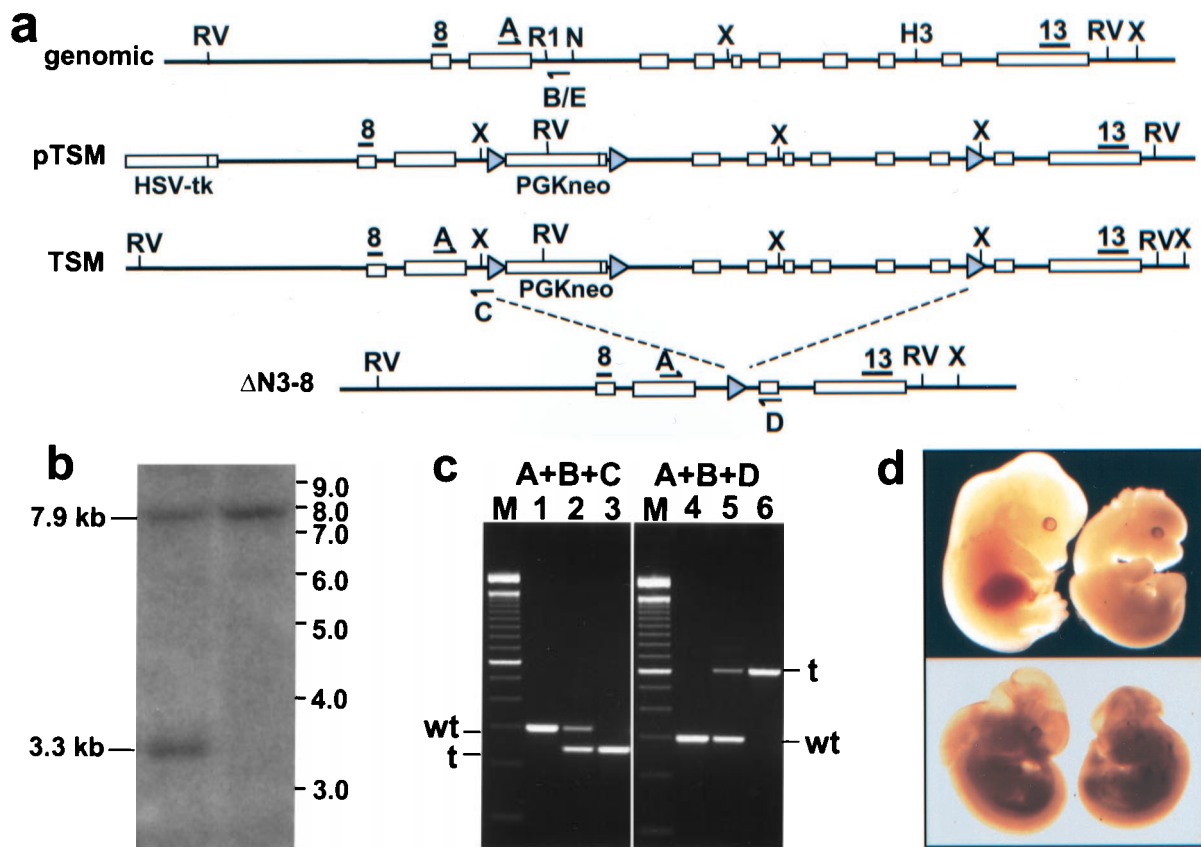 a
RV 8 A R1 N X H3 13 RV X
genomic
B/E
8 X RV X X 13 RV
pTSM
HSV-tk PGKneo
RV 8 A X RV X X 13 RV X
TSM
C PGKneo
RV 8 A 13 RV X
ΔN3-8
D
b
7.9 kb
3.3 kb
9.0
8.0
7.0
6.0
5.0
4.0
3.0
c
A+B+C A+B+D
M 1 2 3 M 4 5 6
wt
t
t
wt
d